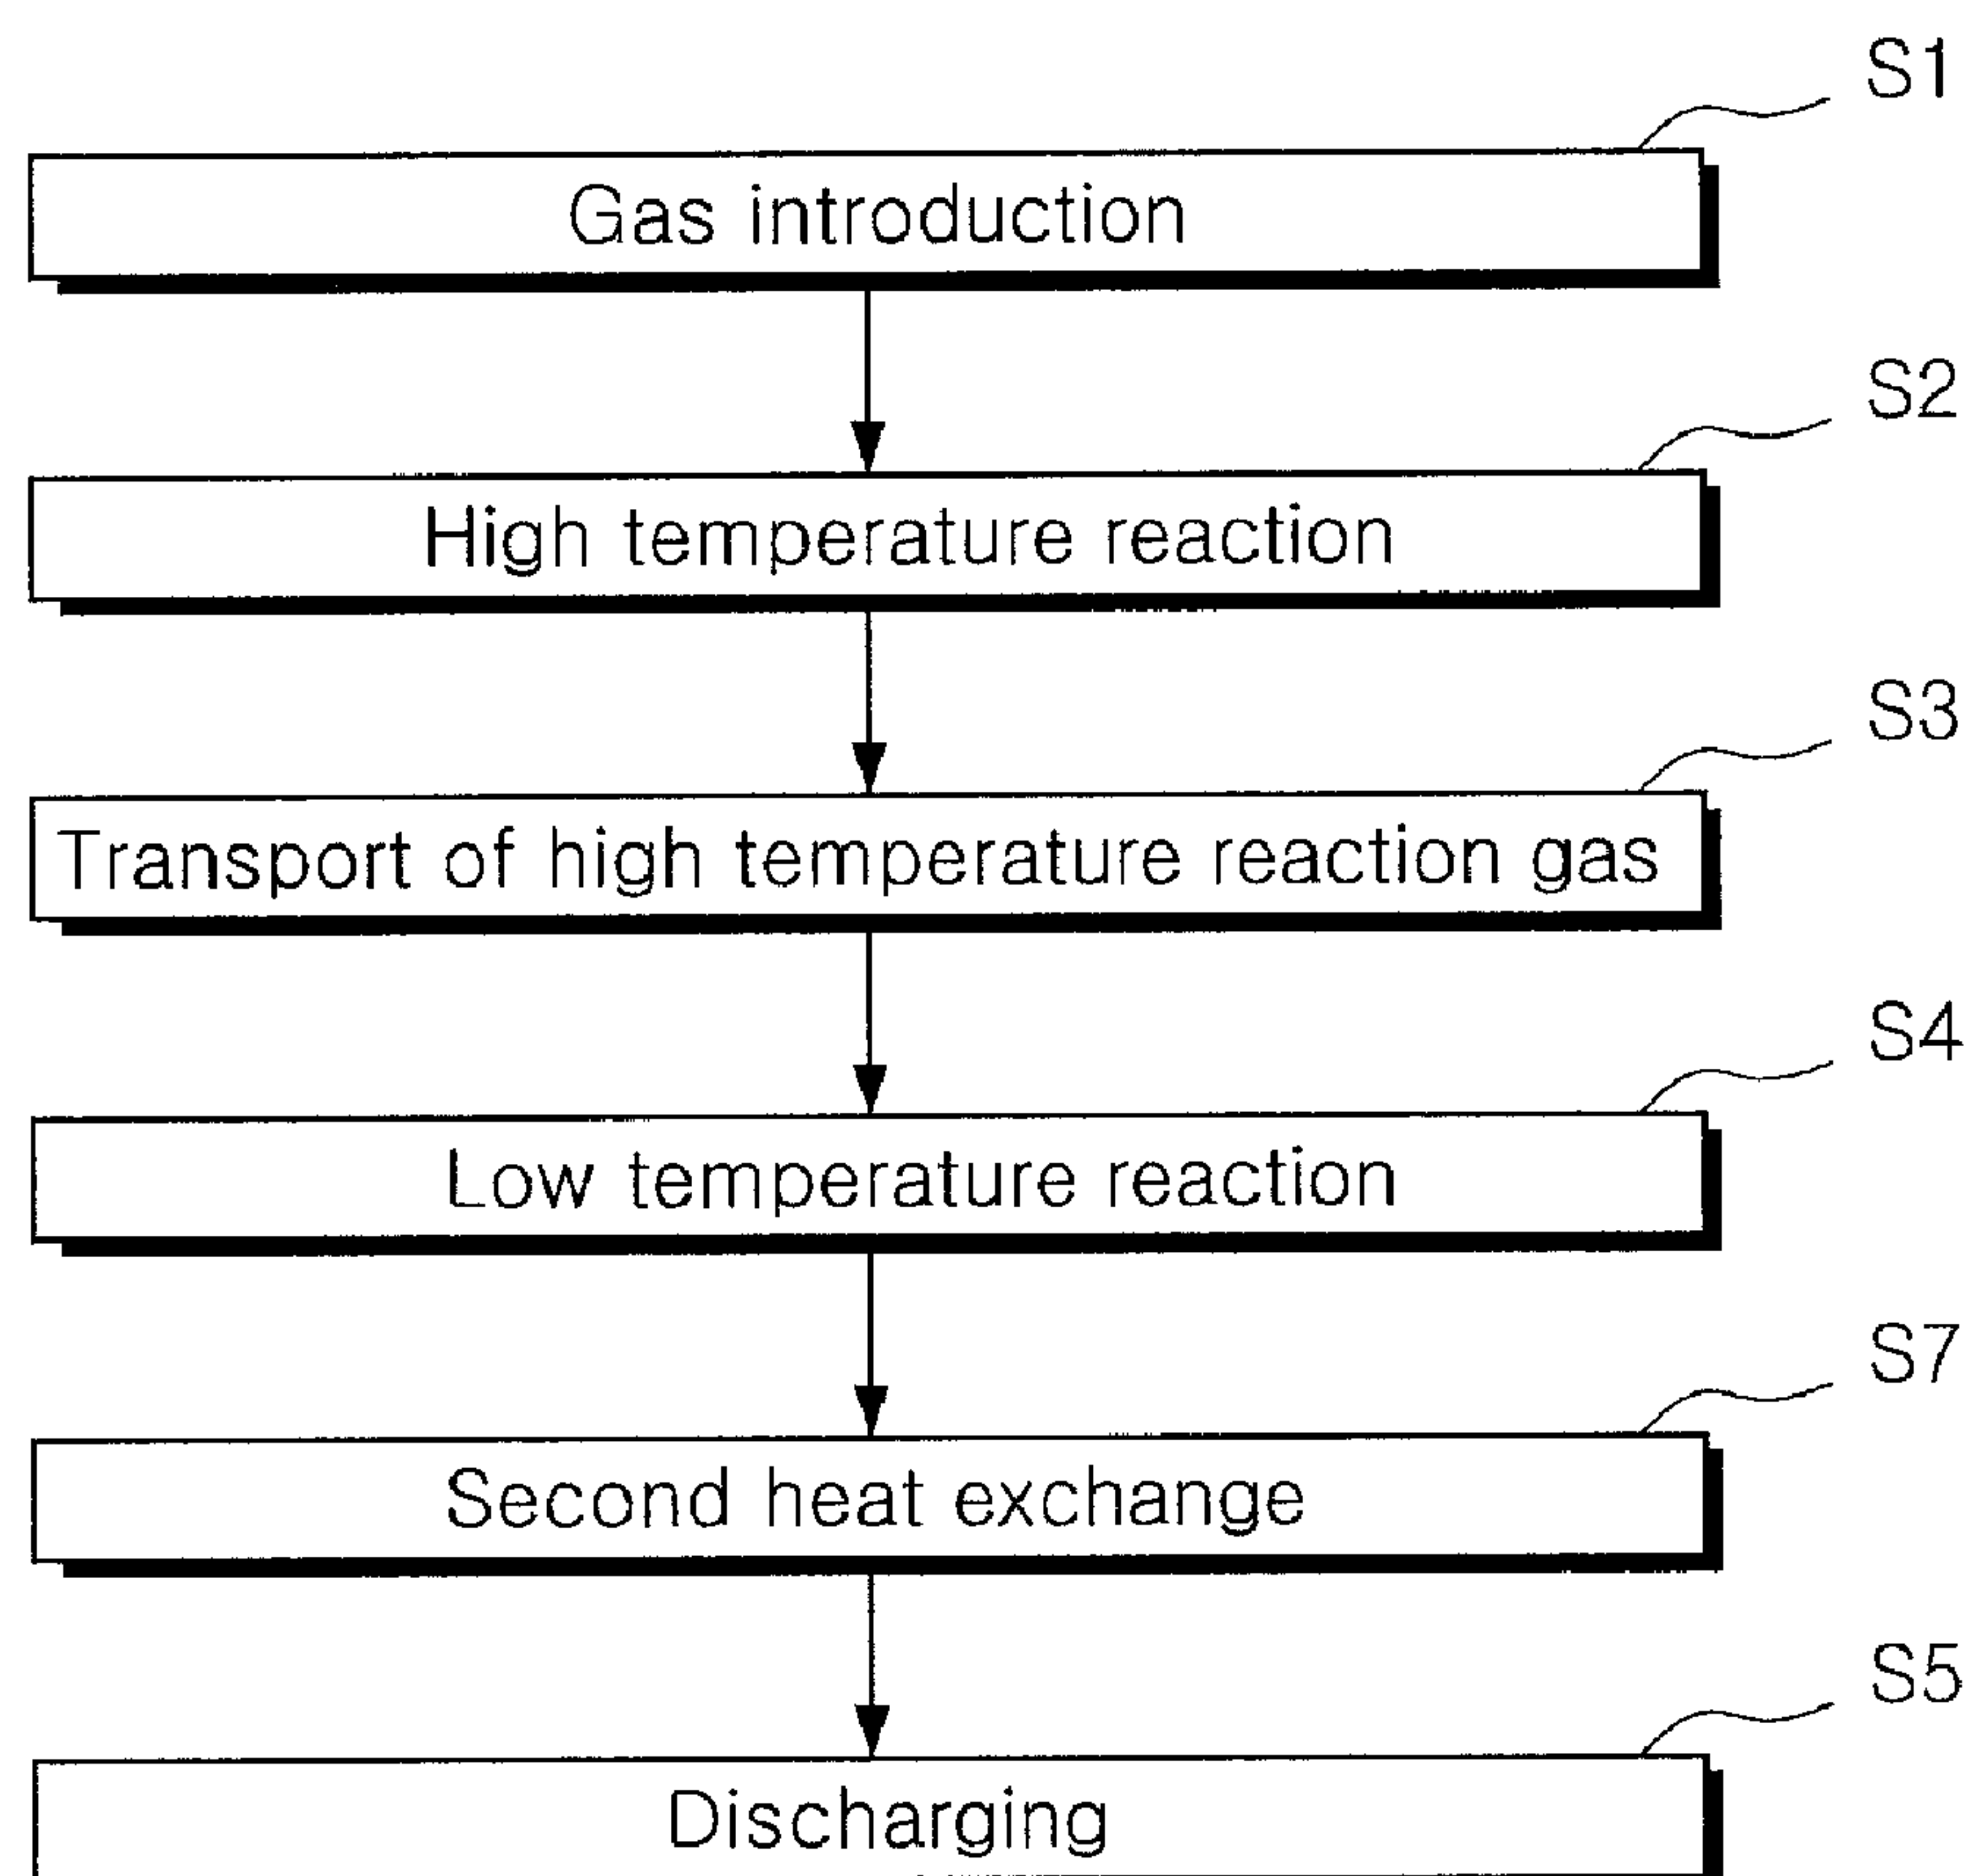 S1
Gas introduction
S2
High temperature reaction
S3
Transport of high temperature reaction gas
S4
Low temperature reaction
S7
Second heat exchange
S5
Discharging